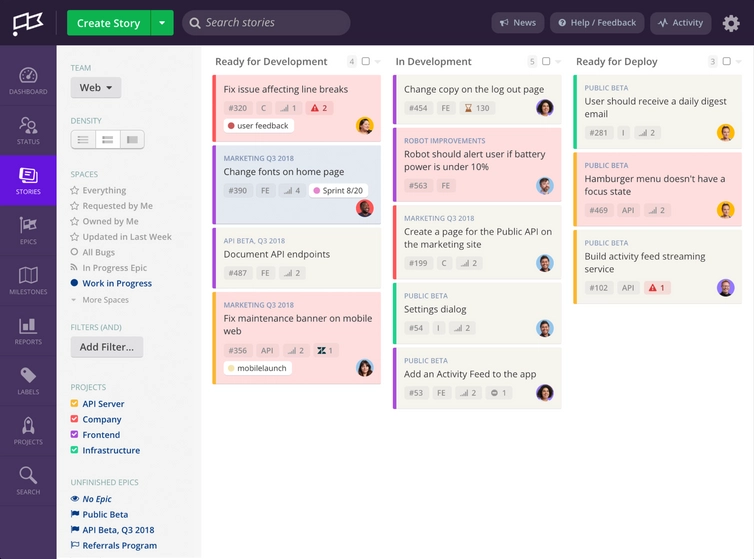 Create Story
Search stories
News
Help / Feedback
Activity
DASHBOARD
STATUS
STORIES
EPICS
MILESTONES
REPORTS
LABELS
PROJECTS
SEARCH
TEAM
Web
DENSITY
SPACES
Everything
Requested by Me
Owned by Me
Updated in Last Week
All Bugs
In Progress Epic
Work in Progress
More Spaces
FILTERS (AND)
Add Filter...
PROJECTS
API Server
Company
Frontend
Infrastructure
UNFINISHED EPICS
No Epic
Public Beta
API Beta, Q3 2018
Referrals Program
Ready for Development 4
Fix issue affecting line breaks
#320 C 1 2
user feedback
MARKETING Q3 2018
Change fonts on home page
#390 FE 4 Sprint 8/20
API BETA, Q3 2018
Document API endpoints
#487 FE 2
MARKETING Q3 2018
Fix maintenance banner on mobile
web
#356 API 2 1
mobilelaunch
In Development 5
Change copy on the log out page
#454 FE 130
ROBOT IMPROVEMENTS
Robot should alert user if battery
power is under 10%
#563 FE
MARKETING Q3 2018
Create a page for the Public API on
the marketing site
#199 C 2
PUBLIC BETA
Settings dialog
#54 I 2
PUBLIC BETA
Add an Activity Feed to the app
#53 FE 2 1
Ready for Deploy 3
PUBLIC BETA
User should receive a daily digest
email
#281 I 2
PUBLIC BETA
Hamburger menu doesn't have a
focus state
#469 API 2
PUBLIC BETA
Build activity feed streaming
service
#102 API 1